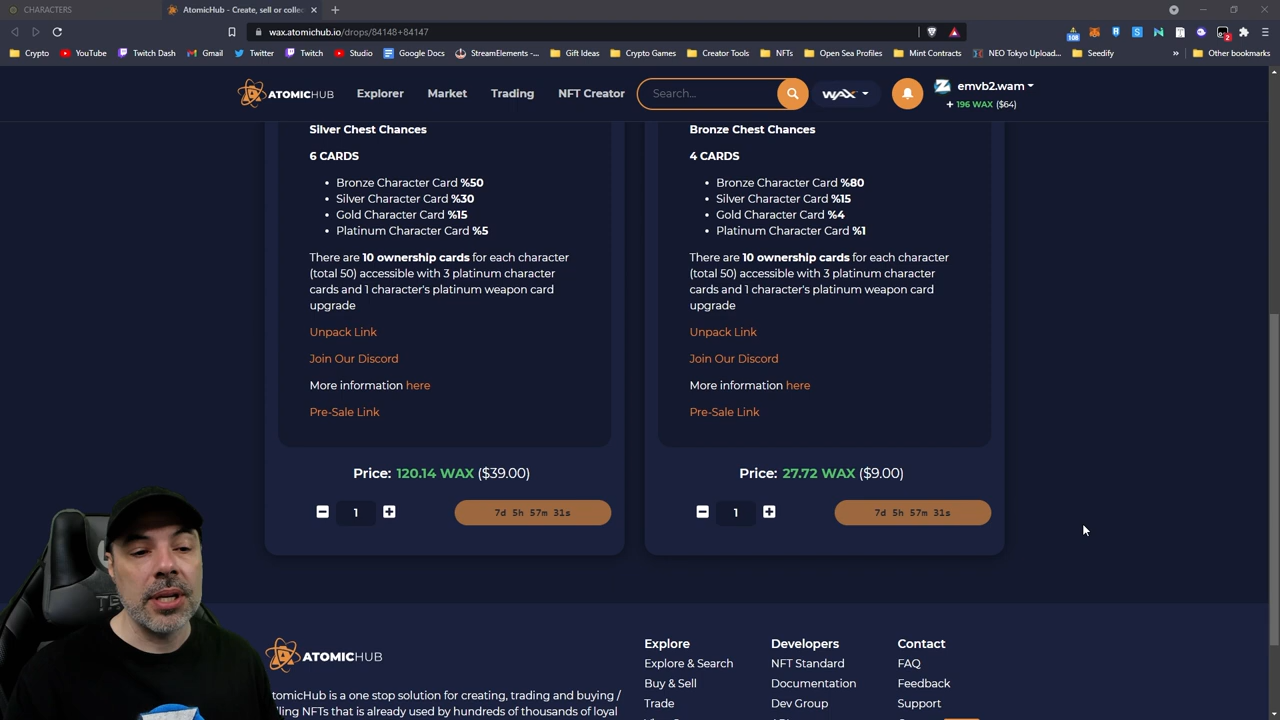 CHARACTERS
AtomicHub - Create, sell or collec
wax.atomichub.io/drops/84148+84147
Crypto
YouTube
Twitch Dash
Gmail
Twitter
Twitch
Studio
Google Docs
StreamElements -...
Gift Ideas
Crypto Games
Creator Tools
NFTs
Open Sea Profiles
Mint Contracts
NEO Tokyo Upload...
Seedify
»
Other bookmarks
ATOMICHUB
Explorer
Market
Trading
NFT Creator
Search...
WAX
emvb2.wam
+ 196 WAX ($64)
Silver Chest Chances
6 CARDS
• Bronze Character Card %50
• Silver Character Card %30
• Gold Character Card %15
• Platinum Character Card %5
There are 10 ownership cards for each character
(total 50) accessible with 3 platinum character
cards and 1 character's platinum weapon card
upgrade
Unpack Link
Join Our Discord
More information here
Pre-Sale Link
Price: 120.14 WAX ($39.00)
1
7d 5h 57m 31s
Bronze Chest Chances
4 CARDS
• Bronze Character Card %80
• Silver Character Card %15
• Gold Character Card %4
• Platinum Character Card %1
There are 10 ownership cards for each character
(total 50) accessible with 3 platinum character
cards and 1 character's platinum weapon card
upgrade
Unpack Link
Join Our Discord
More information here
Pre-Sale Link
Price: 27.72 WAX ($9.00)
1
7d 5h 57m 31s
ATOMICHUB
tomicHub is a one stop solution for creating, trading and buying /
lling NFTs that is already used by hundreds of thousands of loyal
Explore
Explore & Search
Buy & Sell
Trade
Developers
NFT Standard
Documentation
Dev Group
Contact
FAQ
Feedback
Support